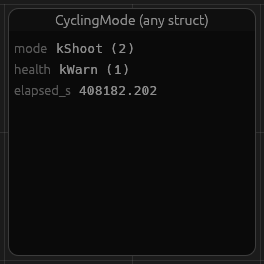 CyclingMode (any struct)
mode kShoot (2)
health kWarn (1)
elapsed_s 408182.202